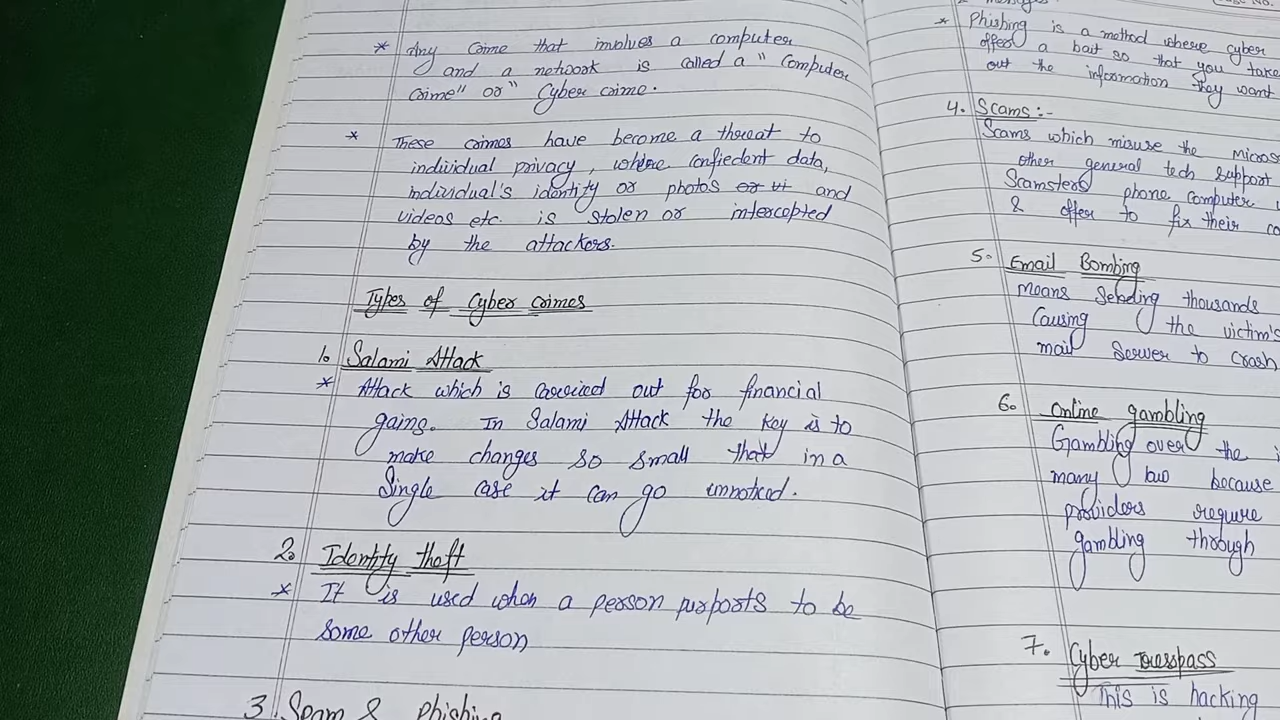 * Any Crime that involves a computer
and a network is called a "Computer
Crime" or "Cyber crime.
* These crimes have become a threat to
individual privacy, where confiedent data,
individual's identity or photos or vi and
videos etc. is stolen or intercepted
by the attackers.
Types of Cyber crimes
1. Salami Attack
* Attack which is carried out for financial
gains. In Salami Attack the key is to
make changes so small that in a
Single case it can go unnoticed.
2. Identity theft
* It is used when a person purports to be
some other person
3. Spam & Phishing
* Phishing is a method where cyber
offed a bait so that you take
out the information they want
4. Scams :-
Scams which misuse the
other general tech support
Scamsters phone computer
& offer to fix their
5. Email Bombing
means Sending thousands
Causing the victim's
mail Server to crash
6. Online gambling
Gambling over the
many law because
providers require
gambling through
7. Cyber Trespass
This is hacking